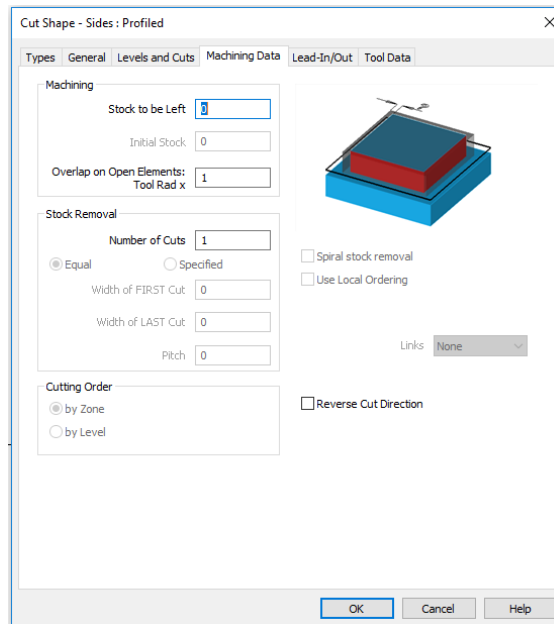 Cut Shape - Sides : Profiled
Types General Levels and Cuts Machining Data Lead-In/Out Tool Data
Machining
Stock to be Left 0
Initial Stock 0
Overlap on Open Elements:
Tool Rad x 1
Stock Removal
Number of Cuts 1
Equal Specified
Width of FIRST Cut 0
Width of LAST Cut 0
Pitch 0
Spiral stock removal
Use Local Ordering
Links None
Cutting Order
by Zone
by Level
Reverse Cut Direction
OK Cancel Help